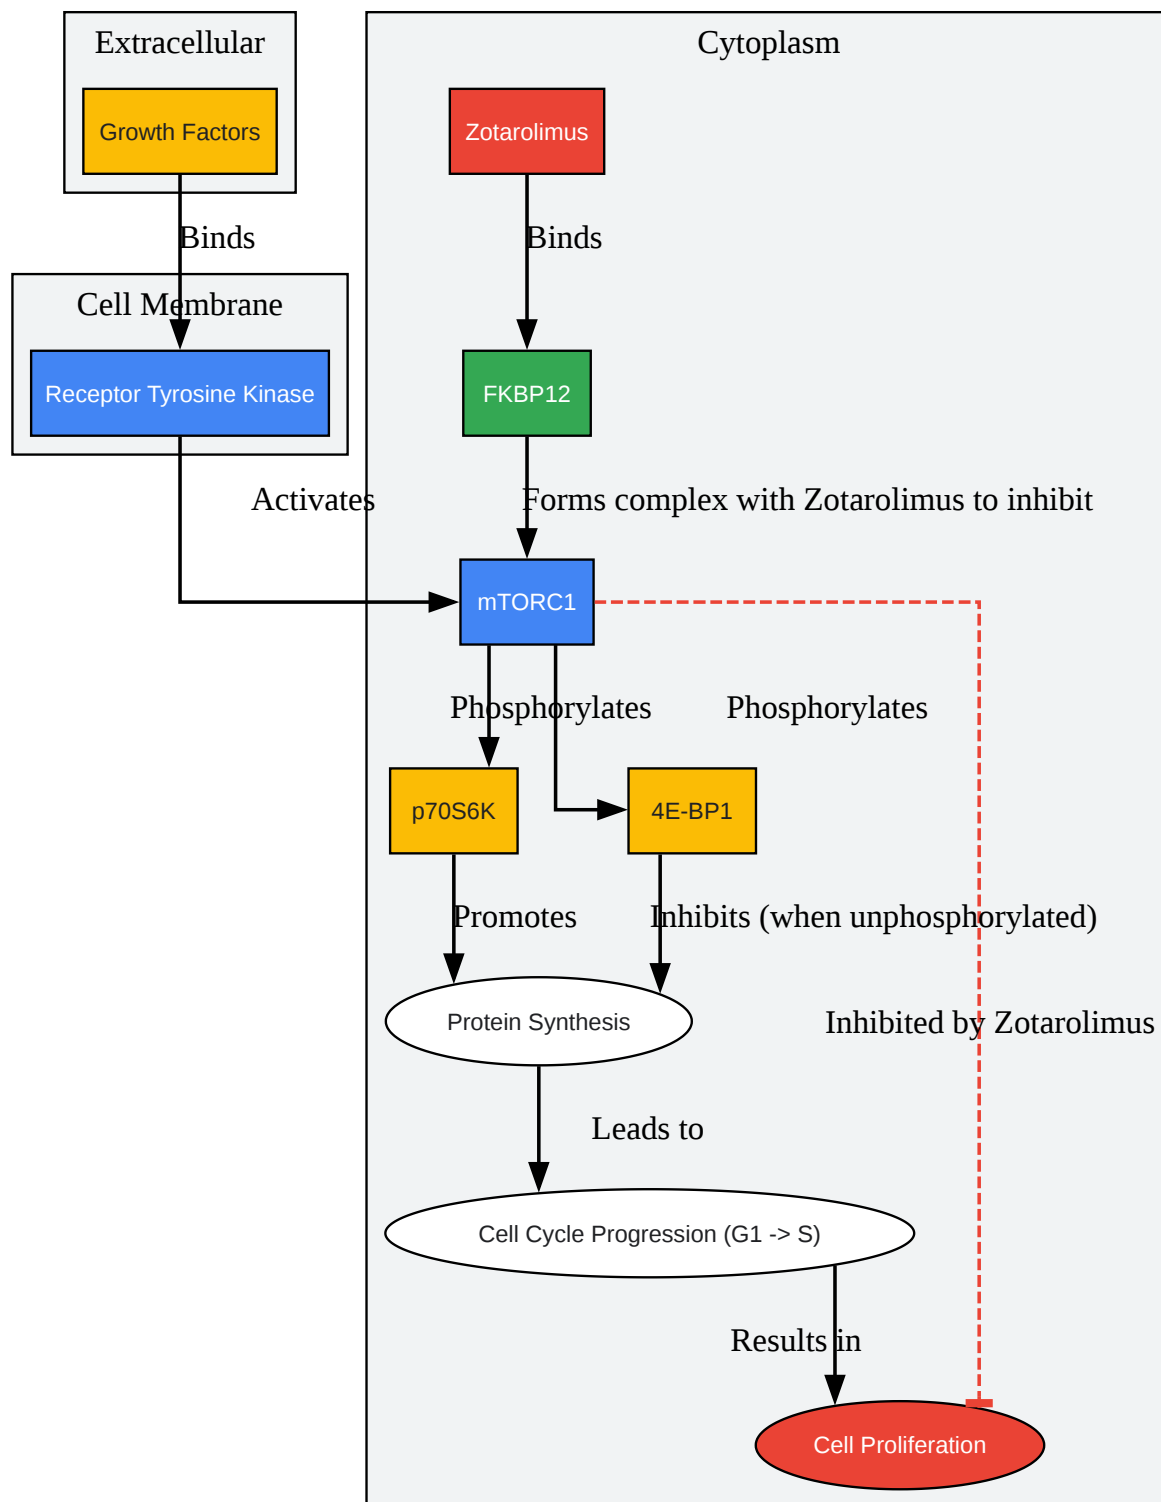 Extracellular
Cytoplasm
Growth Factors
Zotarolimus
Binds
Binds
Cell Membrane
Receptor Tyrosine Kinase
FKBP12
Activates
Forms complex with Zotarolimus to inhibit
mTORC1
Phosphorylates
Phosphorylates
p70S6K
4E-BP1
Promotes
Inhibits (when unphosphorylated)
Protein Synthesis
Inhibited by Zotarolimus
Leads to
Cell Cycle Progression (G1 -> S)
Results in
Cell Proliferation